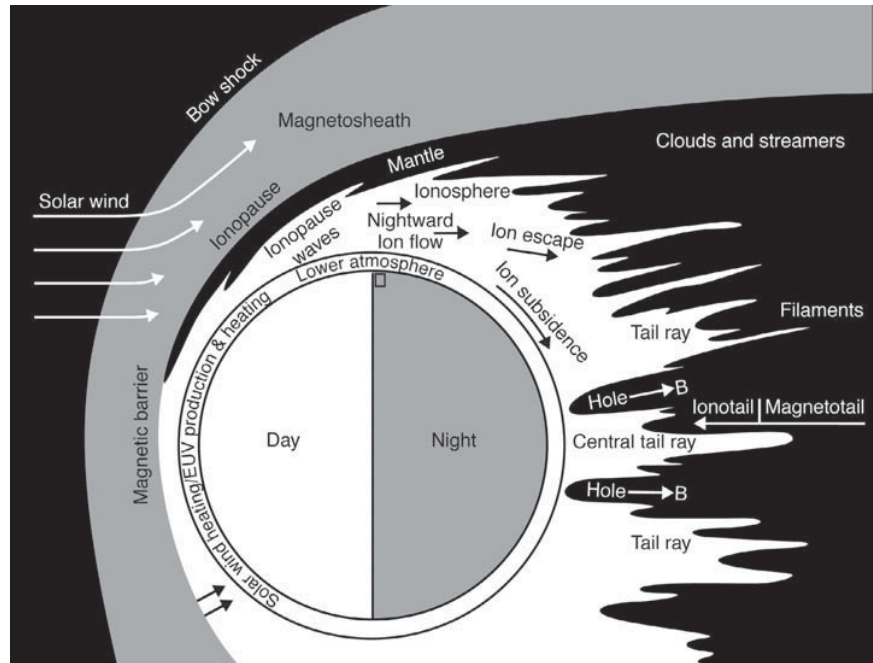 Bow shock
Magnetosheath
Mantle
Clouds and streamers
Solar wind
Ionopause
Ionopause
waves
Ionosphere
Nightward
Ion flow
Ion escape
Lower atmosphere
Ion subsidence
Tail ray
Filaments
Magnetic barrier
Solar wind heating/EUV production & heating
Day
Night
Hole
B
Ionotail
Magnetotail
Central tail ray
Hole
B
Tail ray